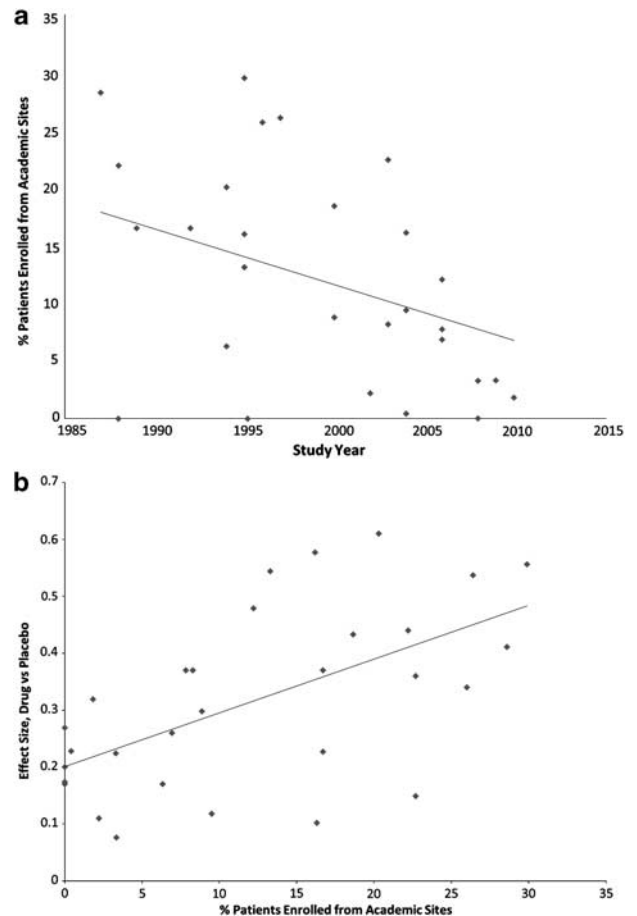 a
35
30
25
20
15
10
5
0
% Patients Enrolled from Academic Sites
1985 1990 1995 2000 2005 2010 2015
Study Year
b
0.7
0.6
0.5
0.4
0.3
0.2
0.1
0
Effect Size, Drug vs Placebo
0 5 10 15 20 25 30 35
% Patients Enrolled from Academic Sites